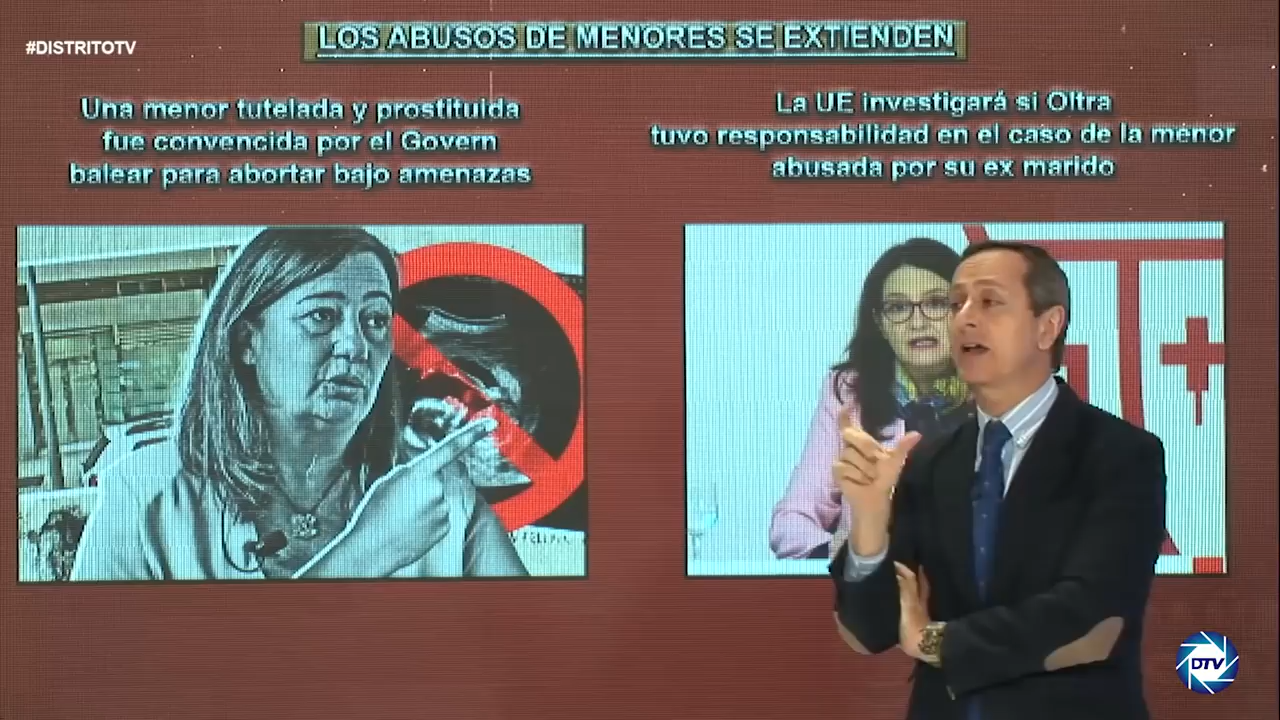 #DISTRITOTV
LOS ABUSOS DE MENORES SE EXTIENDEN
Una menor tutelada y prostituida
fue convencida por el Govern
balear para abortar bajo amenazas
La UE investigará si Oltra
tuvo responsabilidad en el caso de la menor
abusada por su ex marido
DTV